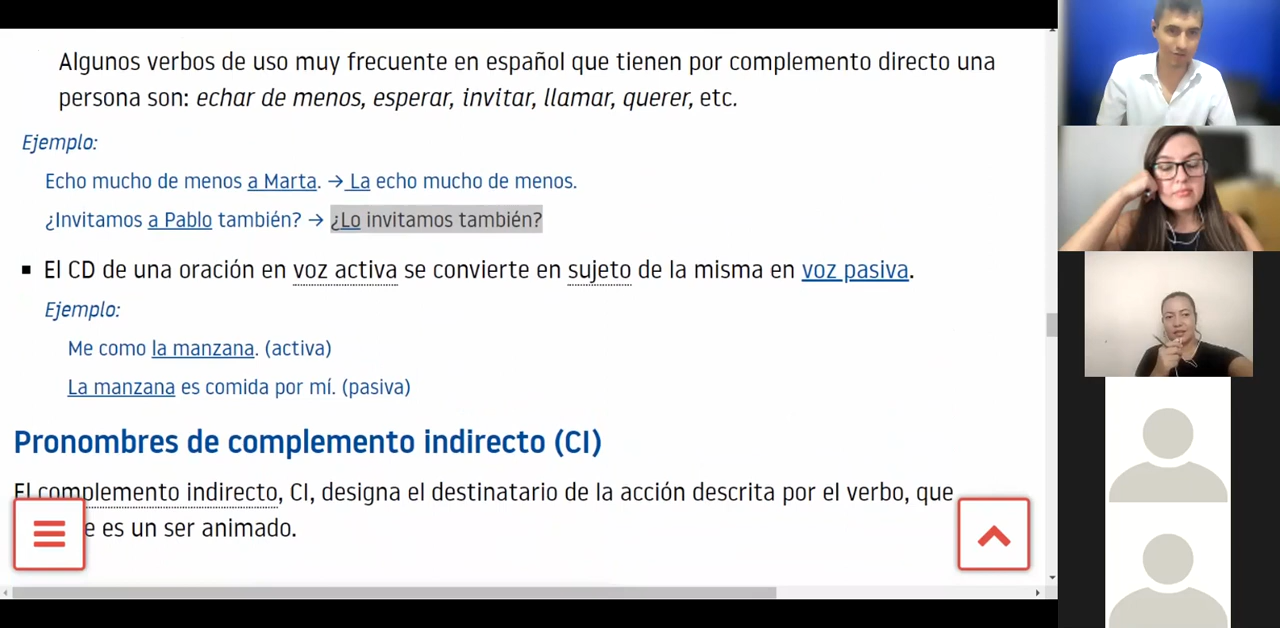 Algunos verbos de uso muy frecuente en español que tienen por complemento directo una
persona son: echar de menos, esperar, invitar, llamar, querer, etc.
Ejemplo:
Echo mucho de menos a Marta. → La echo mucho de menos.
¿Invitamos a Pablo también? → ¿Lo invitamos también?
▪ El CD de una oración en voz activa se convierte en sujeto de la misma en voz pasiva.
Ejemplo:
Me como la manzana. (activa)
La manzana es comida por mí. (pasiva)
Pronombres de complemento indirecto (CI)
El complemento indirecto, CI, designa el destinatario de la acción descrita por el verbo, que
e es un ser animado.